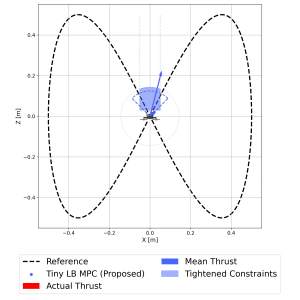 0.4
0.2
0.0
−0.2
−0.4
Z [m]
−0.4 −0.2 0.0 0.2 0.4
X [m]
Reference
Tiny LB MPC (Proposed)
Actual Thrust
Mean Thrust
Tightened Constraints